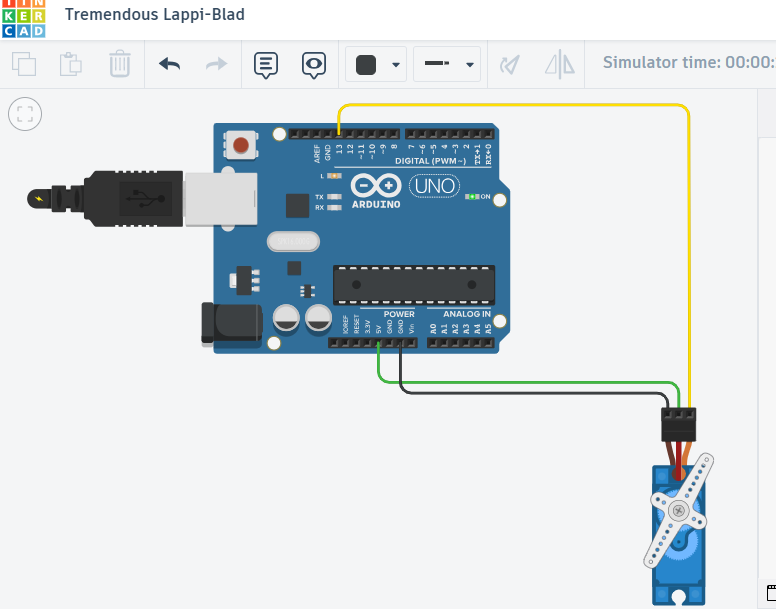 TIN
KER
CAD
Tremendous Lappi-Blad
Simulator time: 00:00:
AREF
GND
13
12
~11
~10
~9
8
7
~6
~5
4
~3
2
TX→1
RX←0
DIGITAL (PWM~)
L
TX
RX
ARDUINO
UNO
ON
POWER
ANALOG IN
IOREF
RESET
3.3V
5V
GND
GND
Vin
A0
A1
A2
A3
A4
A5